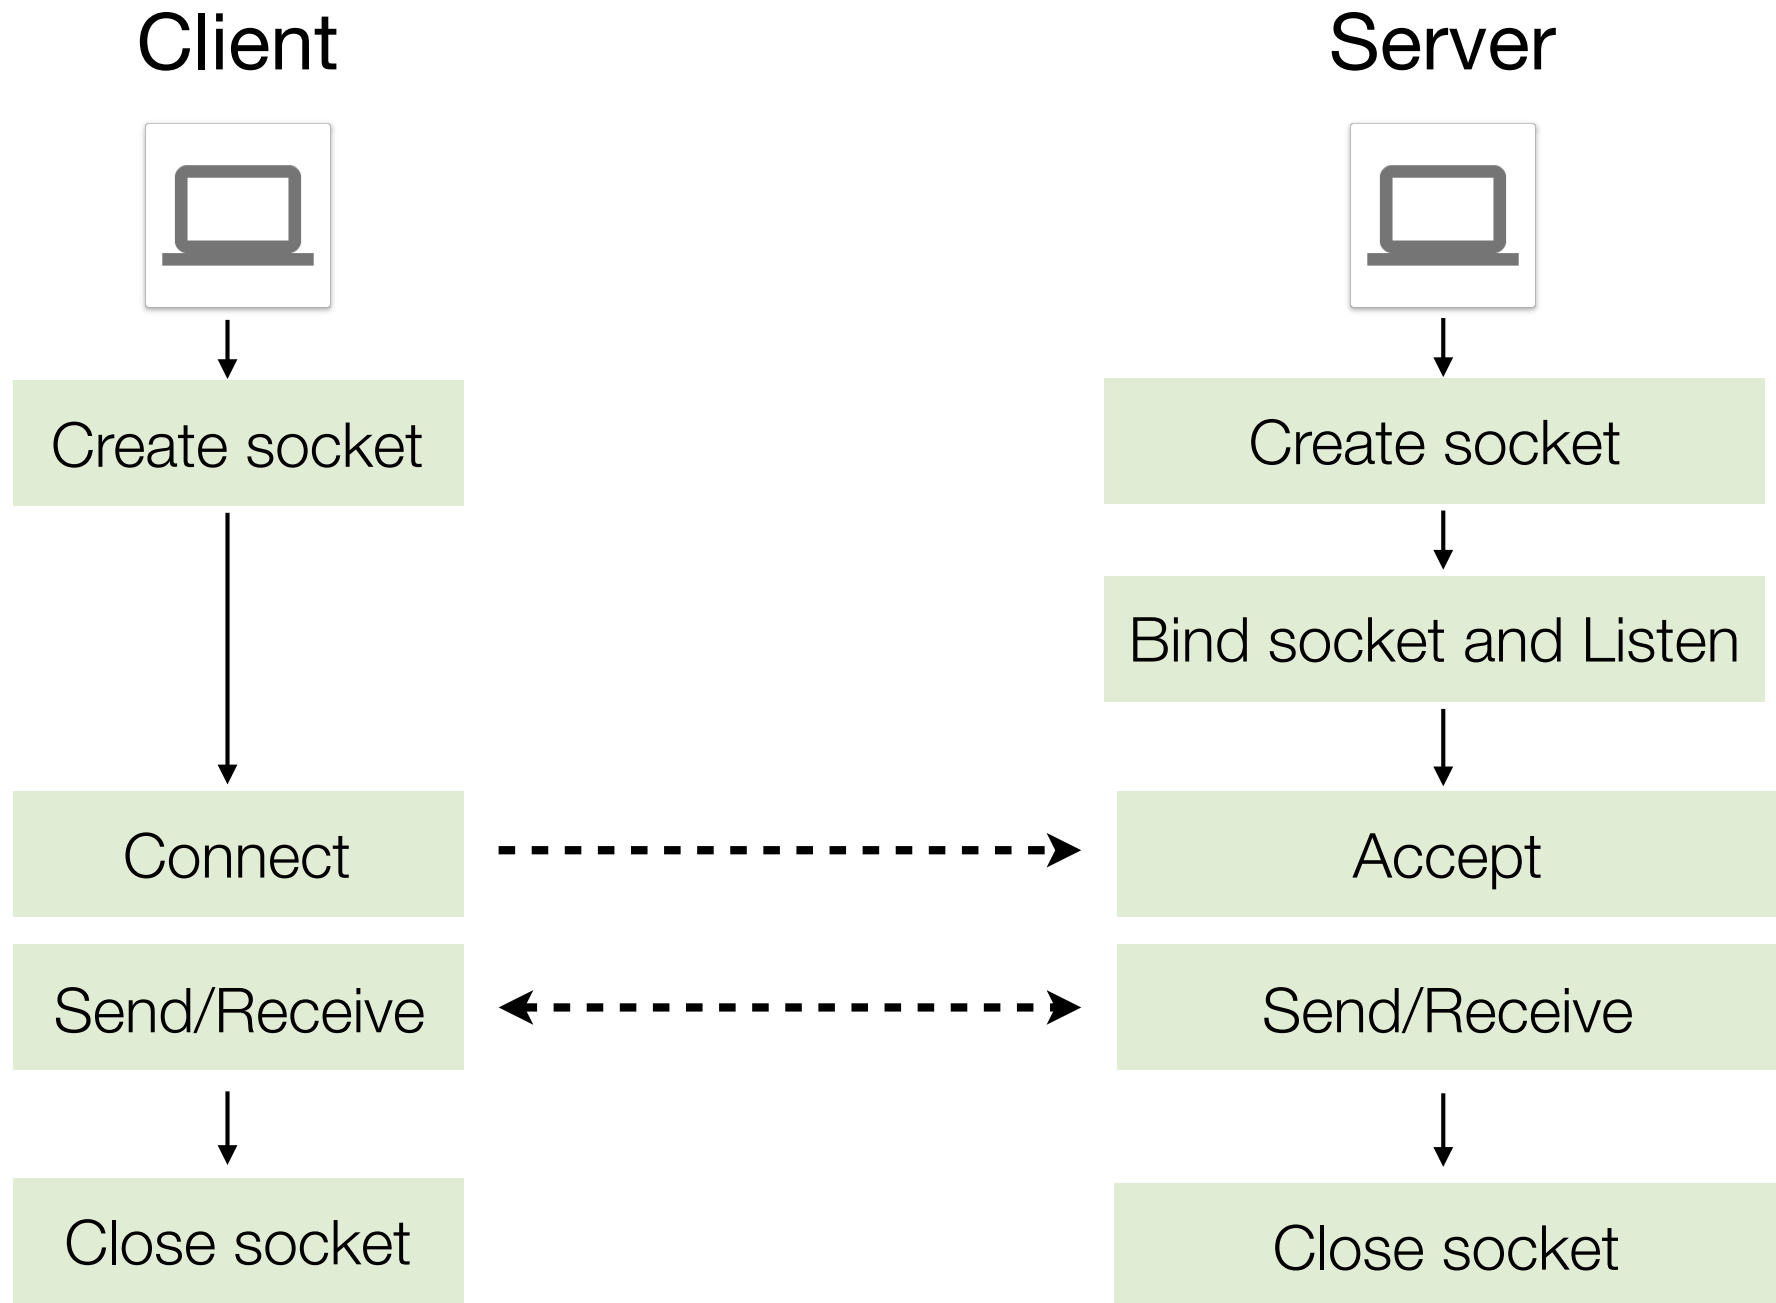 Client
Server
Create socket
Create socket
Bind socket and Listen
Connect
Accept
Send/Receive
Send/Receive
Close socket
Close socket